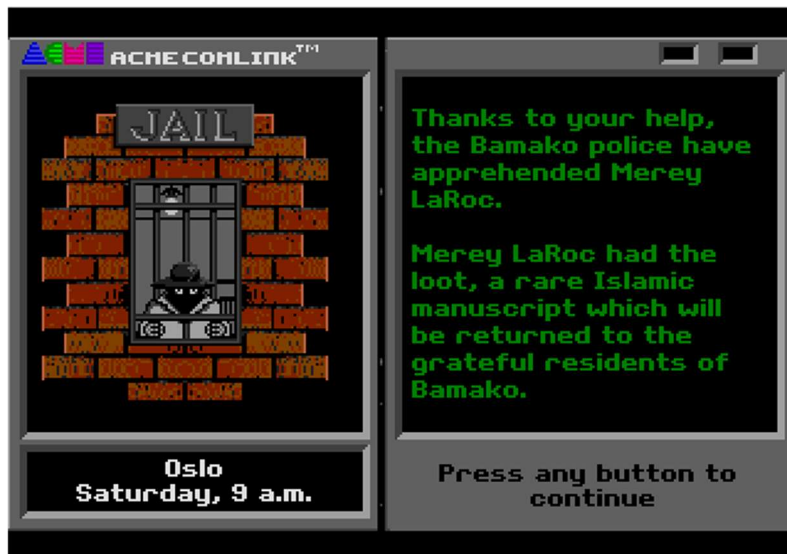 ACME ACMECOMLINK™
JAIL
Oslo
Saturday, 9 a.m.
Thanks to your help,
the Bamako police have
apprehended Merey
LaRoc.
Merey LaRoc had the
loot, a rare Islamic
manuscript which will
be returned to the
grateful residents of
Bamako.
Press any button to
continue